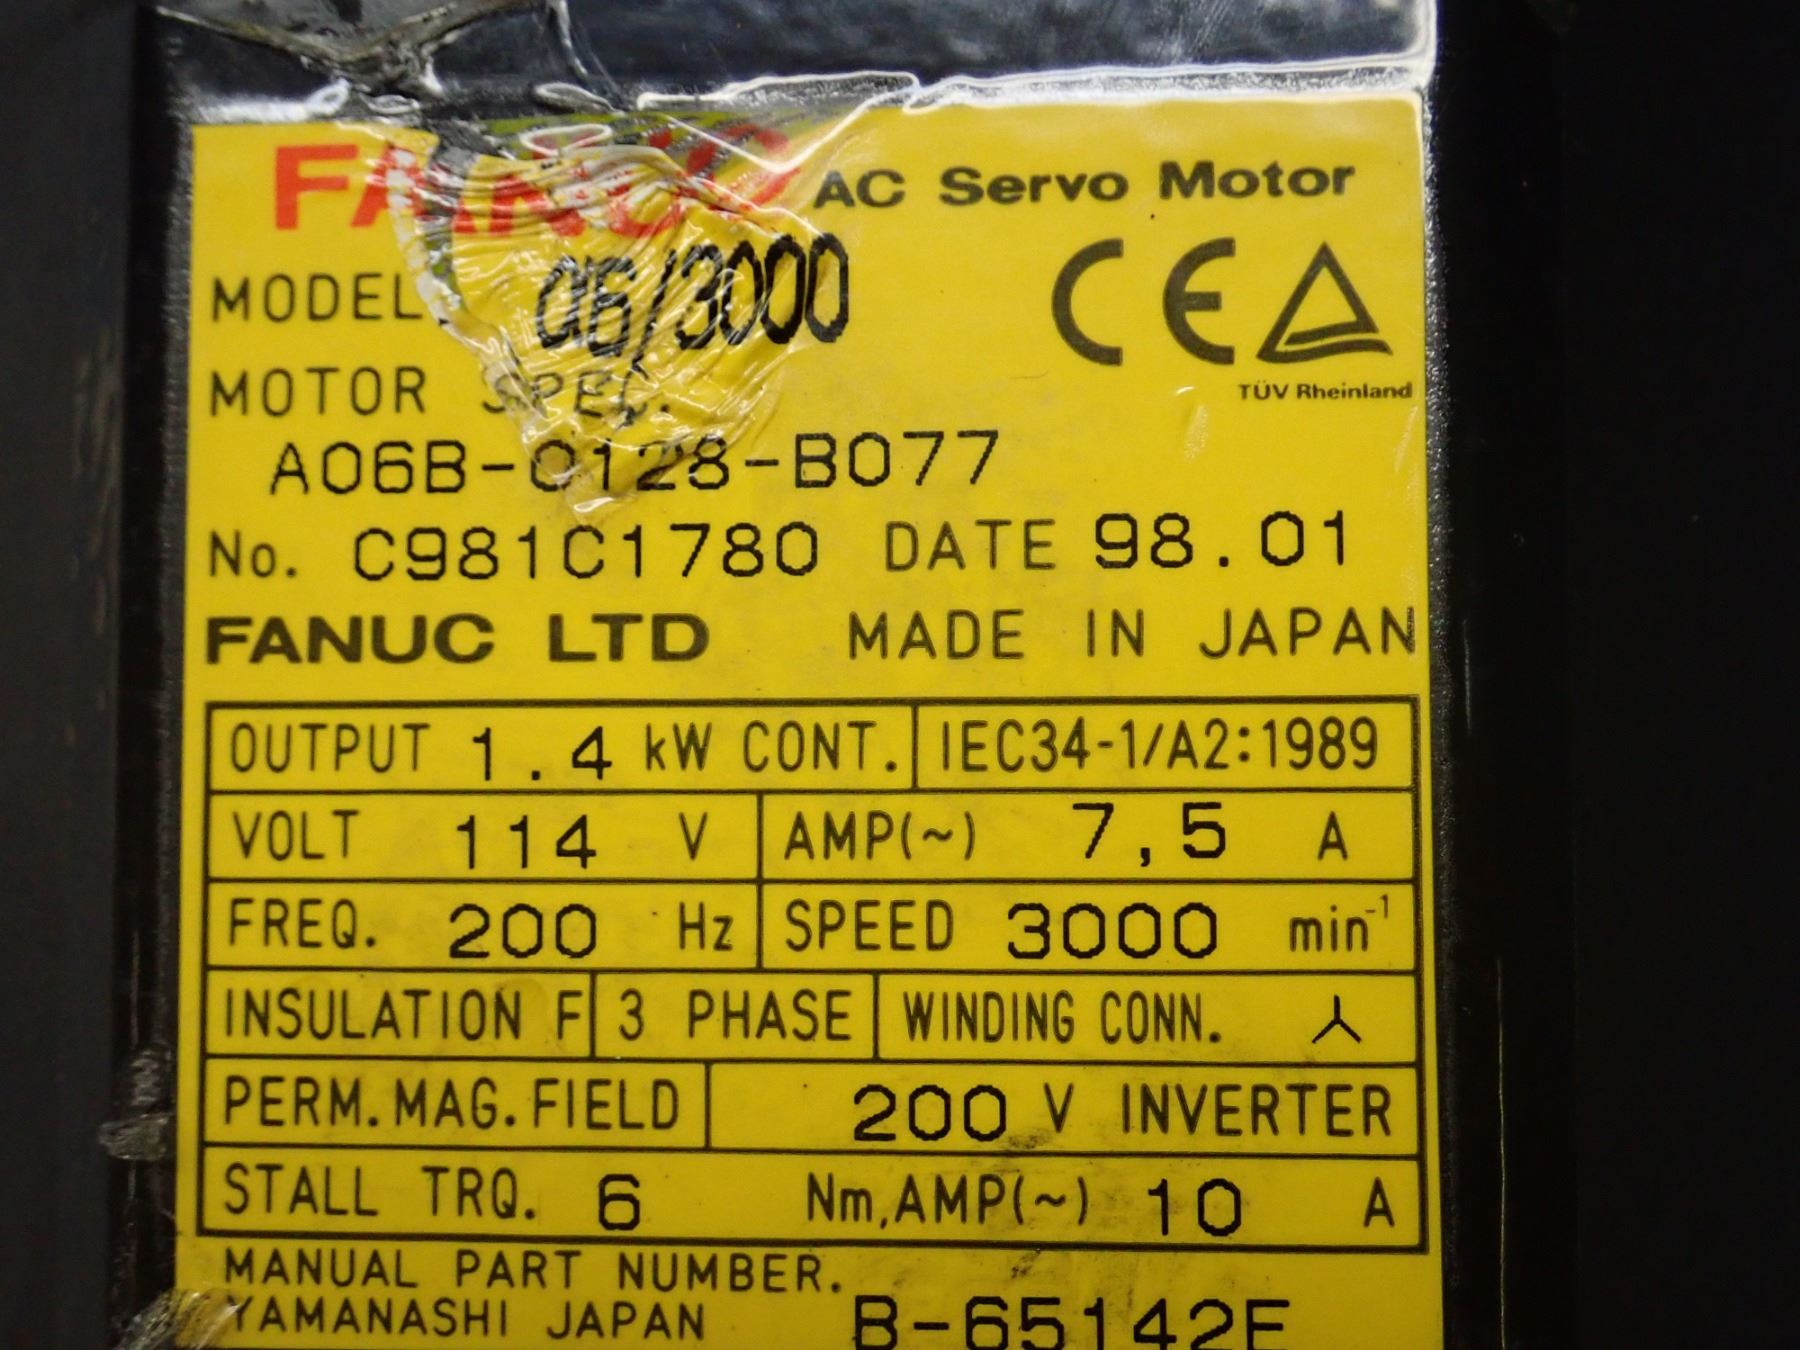 FANUC AC Servo Motor
MODEL α6/3000
CE
TÜV Rheinland
MOTOR SPEC.
A06B-0128-B077
No. C981C1780 DATE 98.01
FANUC LTD MADE IN JAPAN
OUTPUT 1.4 kW CONT. IEC34-1/A2:1989
VOLT 114 V AMP(~) 7,5 A
FREQ. 200 Hz SPEED 3000 min⁻¹
INSULATION F 3 PHASE WINDING CONN.
PERM.MAG.FIELD 200 V INVERTER
STALL TRQ. 6 Nm,AMP(~) 10 A
MANUAL PART NUMBER.
YAMANASHI JAPAN B-65142E